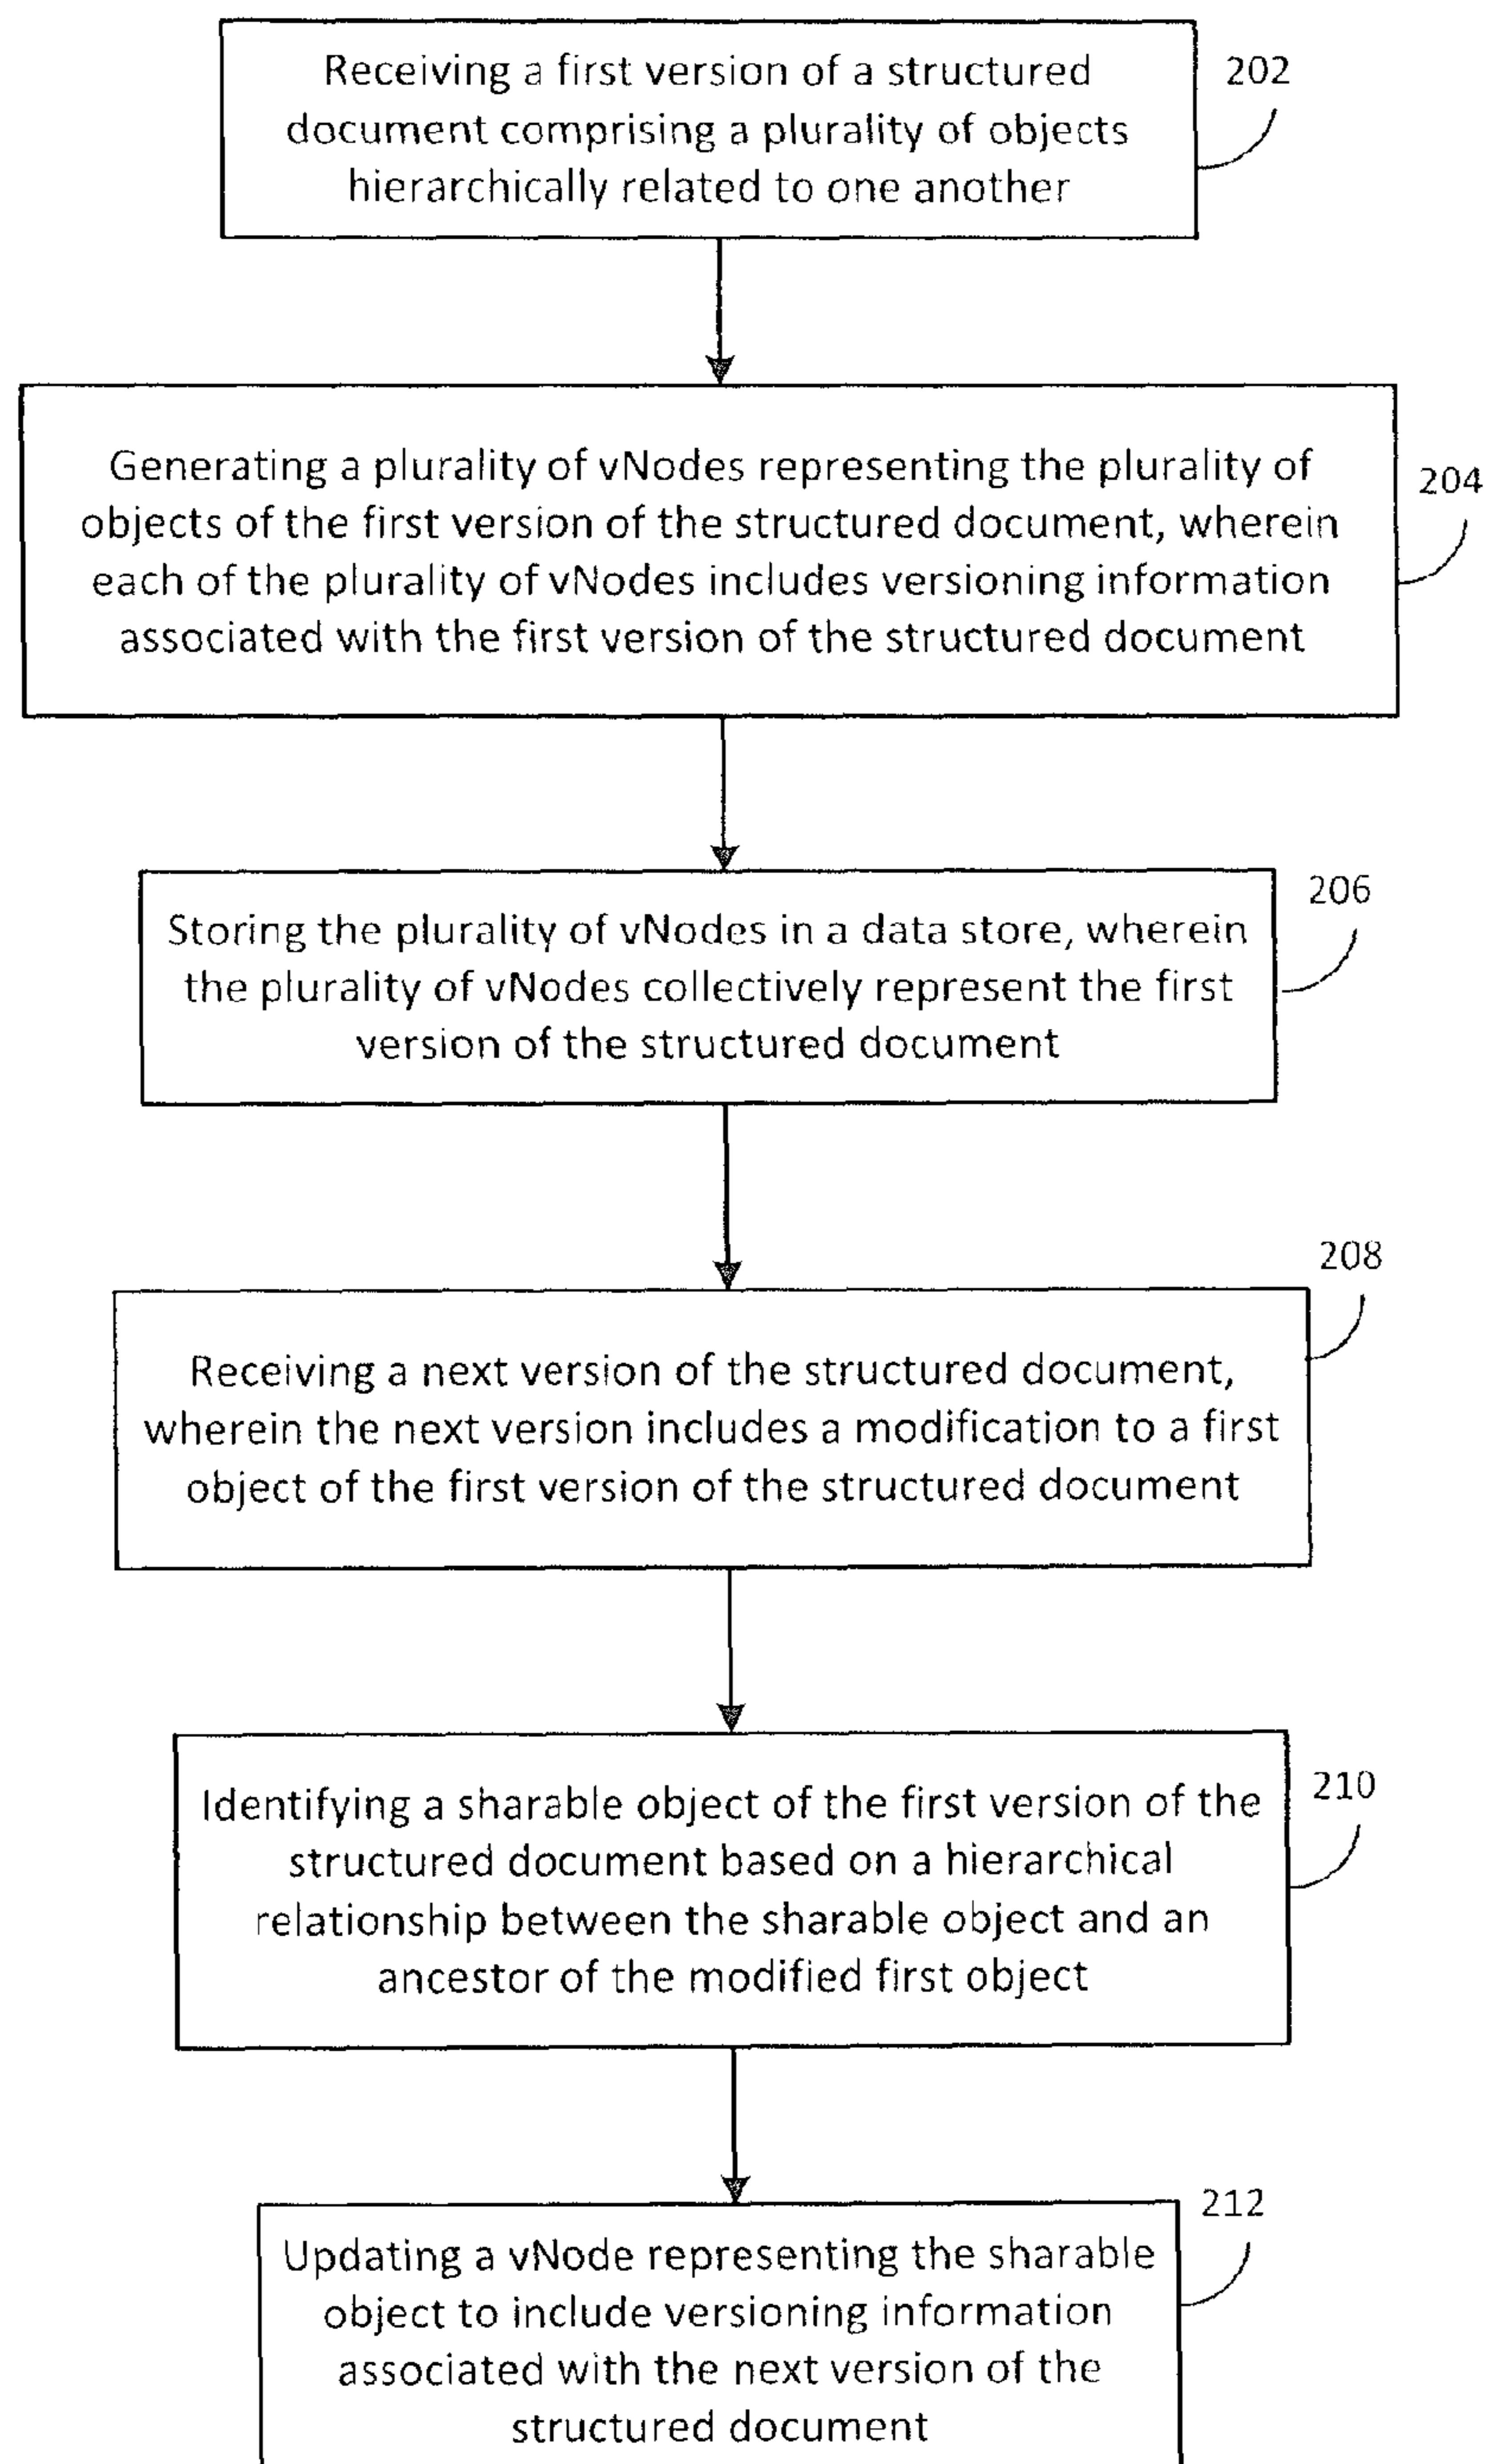 Receiving a first version of a structured
document comprising a plurality of objects
hierarchically related to one another
202
Generating a plurality of vNodes representing the plurality of
objects of the first version of the structured document, wherein
each of the plurality of vNodes includes versioning information
associated with the first version of the structured document
204
Storing the plurality of vNodes in a data store, wherein
the plurality of vNodes collectively represent the first
version of the structured document
206
Receiving a next version of the structured document,
wherein the next version includes a modification to a first
object of the first version of the structured document
208
Identifying a sharable object of the first version of the
structured document based on a hierarchical
relationship between the sharable object and an
ancestor of the modified first object
210
Updating a vNode representing the sharable
object to include versioning information
associated with the next version of the
structured document
212